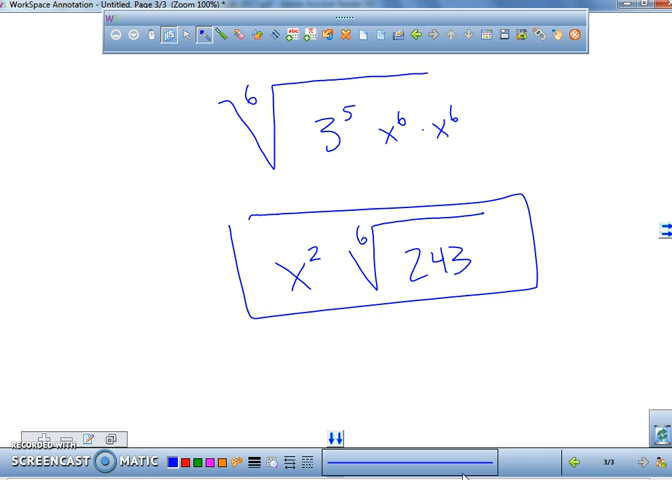 WorkSpace Annotation - Untitled. Page 3/3 (Zoom 100%) *
⁶√(3⁵ x⁶ · x⁶)
x² ⁶√243
RECORDED WITH
SCREENCAST O MATIC
3/3